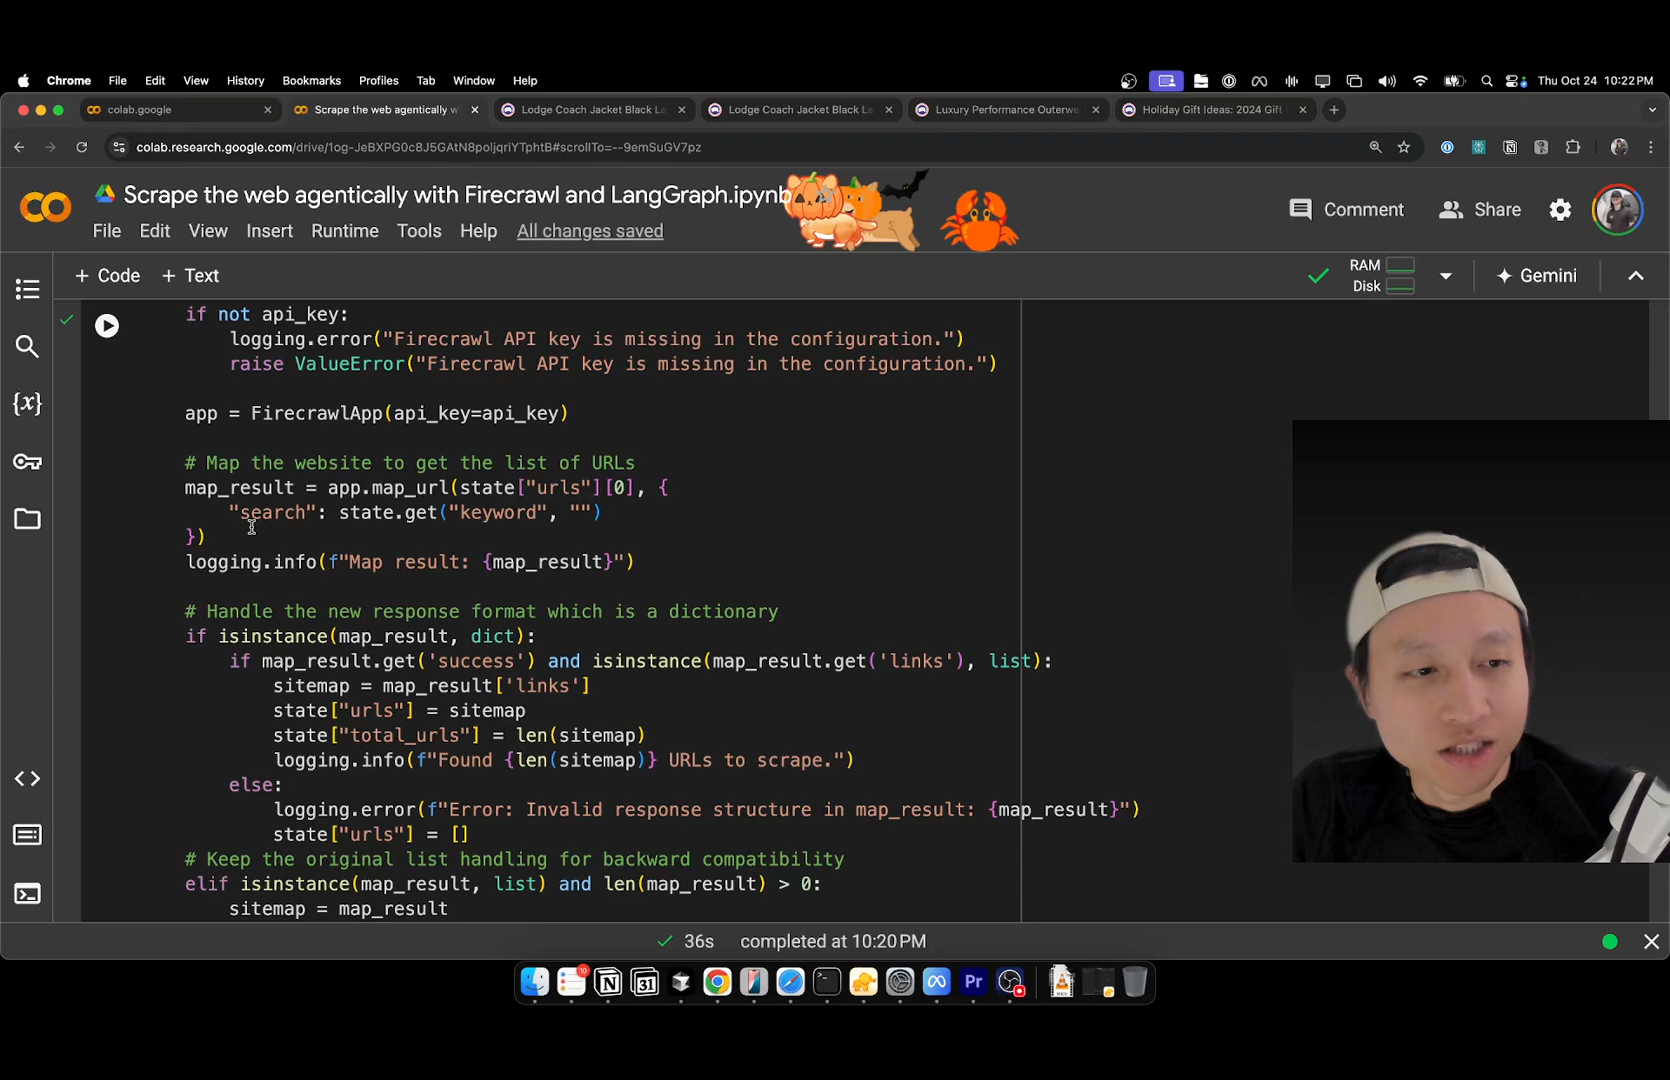 Chrome File Edit View History Bookmarks Profiles Tab Window Help Thu Oct 24 10:22 PM
colab.google Scrape the web agentically w Lodge Coach Jacket Black La Lodge Coach Jacket Black La Luxury Performance Outerwe Holiday Gift Ideas: 2024 Gift
colab.research.google.com/drive/1og-JeBXPG0c8J5GAtN8poljqriYTphtB#scrollTo=--9emSuGV7pz
Scrape the web agentically with Firecrawl and LangGraph.ipynb
Comment Share
File Edit View Insert Runtime Tools Help All changes saved
+ Code + Text
RAM
Disk
Gemini
if not api_key:
logging.error("Firecrawl API key is missing in the configuration.")
raise ValueError("Firecrawl API key is missing in the configuration.")
app = FirecrawlApp(api_key=api_key)
# Map the website to get the list of URLs
map_result = app.map_url(state["urls"][0], {
"search": state.get("keyword", "")
})
logging.info(f"Map result: {map_result}")
# Handle the new response format which is a dictionary
if isinstance(map_result, dict):
if map_result.get('success') and isinstance(map_result.get('links'), list):
sitemap = map_result['links']
state["urls"] = sitemap
state["total_urls"] = len(sitemap)
logging.info(f"Found {len(sitemap)} URLs to scrape.")
else:
logging.error(f"Error: Invalid response structure in map_result: {map_result}")
state["urls"] = []
# Keep the original list handling for backward compatibility
elif isinstance(map_result, list) and len(map_result) > 0:
sitemap = map_result
36s completed at 10:20 PM
10
31
Pr